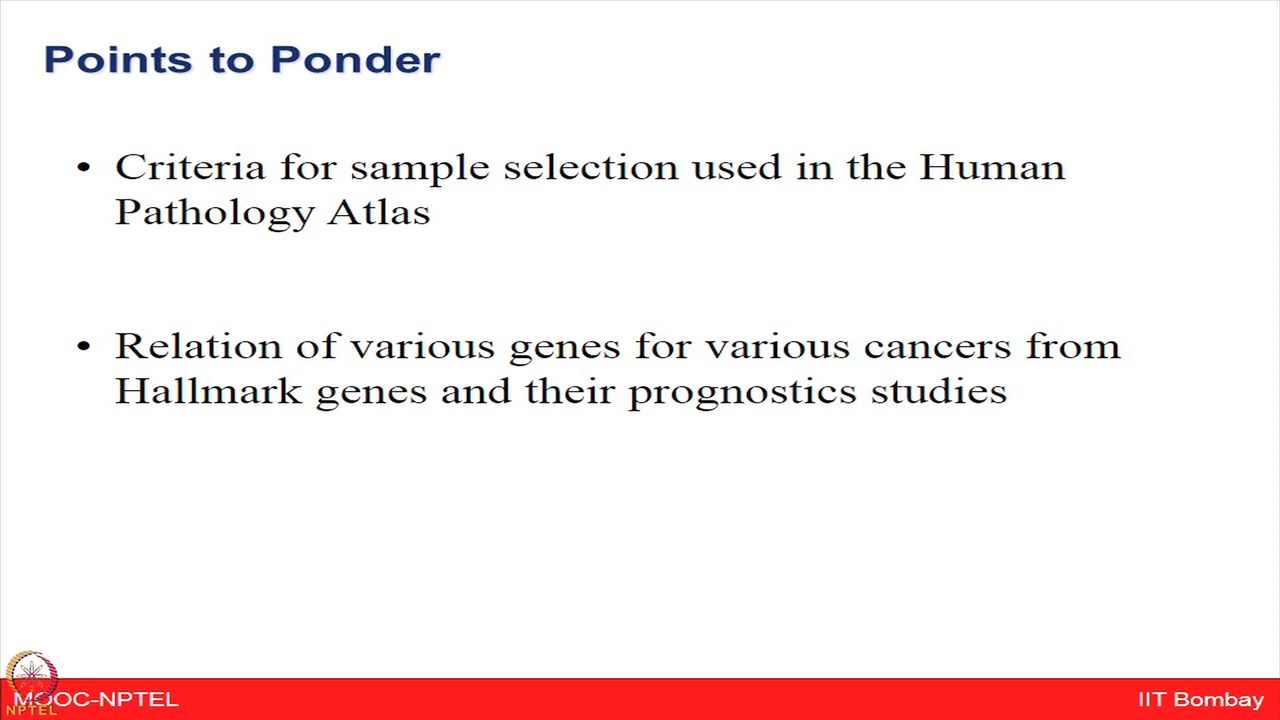 Points to Ponder
• Criteria for sample selection used in the Human
Pathology Atlas
• Relation of various genes for various cancers from
Hallmark genes and their prognostics studies
MOOC-NPTEL
NPTEL
IIT Bombay